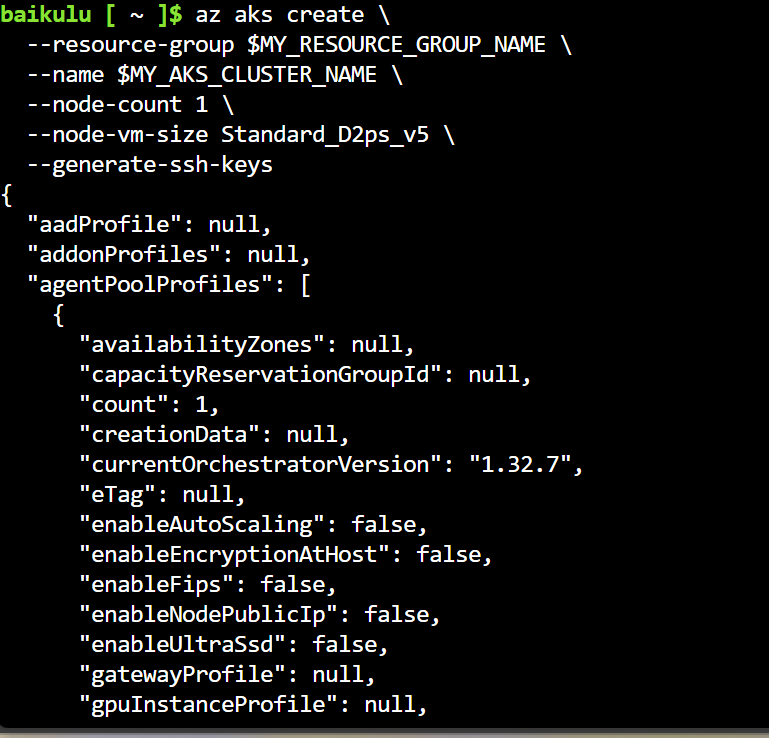 baikulu [ ~ ]$ az aks create \
  --resource-group $MY_RESOURCE_GROUP_NAME \
  --name $MY_AKS_CLUSTER_NAME \
  --node-count 1 \
  --node-vm-size Standard_D2ps_v5 \
  --generate-ssh-keys
{
  "aadProfile": null,
  "addonProfiles": null,
  "agentPoolProfiles": [
    {
      "availabilityZones": null,
      "capacityReservationGroupId": null,
      "count": 1,
      "creationData": null,
      "currentOrchestratorVersion": "1.32.7",
      "eTag": null,
      "enableAutoScaling": false,
      "enableEncryptionAtHost": false,
      "enableFips": false,
      "enableNodePublicIp": false,
      "enableUltraSsd": false,
      "gatewayProfile": null,
      "gpuInstanceProfile": null,